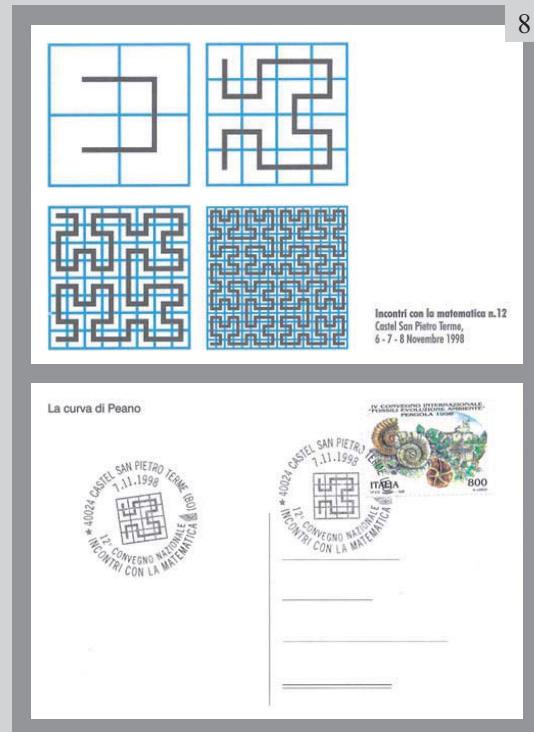 8
Incontri con la matematica n.12
Castel San Pietro Terme,
6 - 7 - 8 Novembre 1998
La curva di Peano
IV CONVEGNO INTERNAZIONALE
"FOSSILI EVOLUZIONE AMBIENTE"
PERGOLA 1998
ITALIA
800
* 40024 CASTEL SAN PIETRO TERME (BO)
7.11.1998
12° CONVEGNO NAZIONALE
INCONTRI CON LA MATEMATICA
* 40024 CASTEL SAN PIETRO TERME
7.11.1998
12° CONVEGNO NAZIONALE
INCONTRI CON LA MATEMATICA